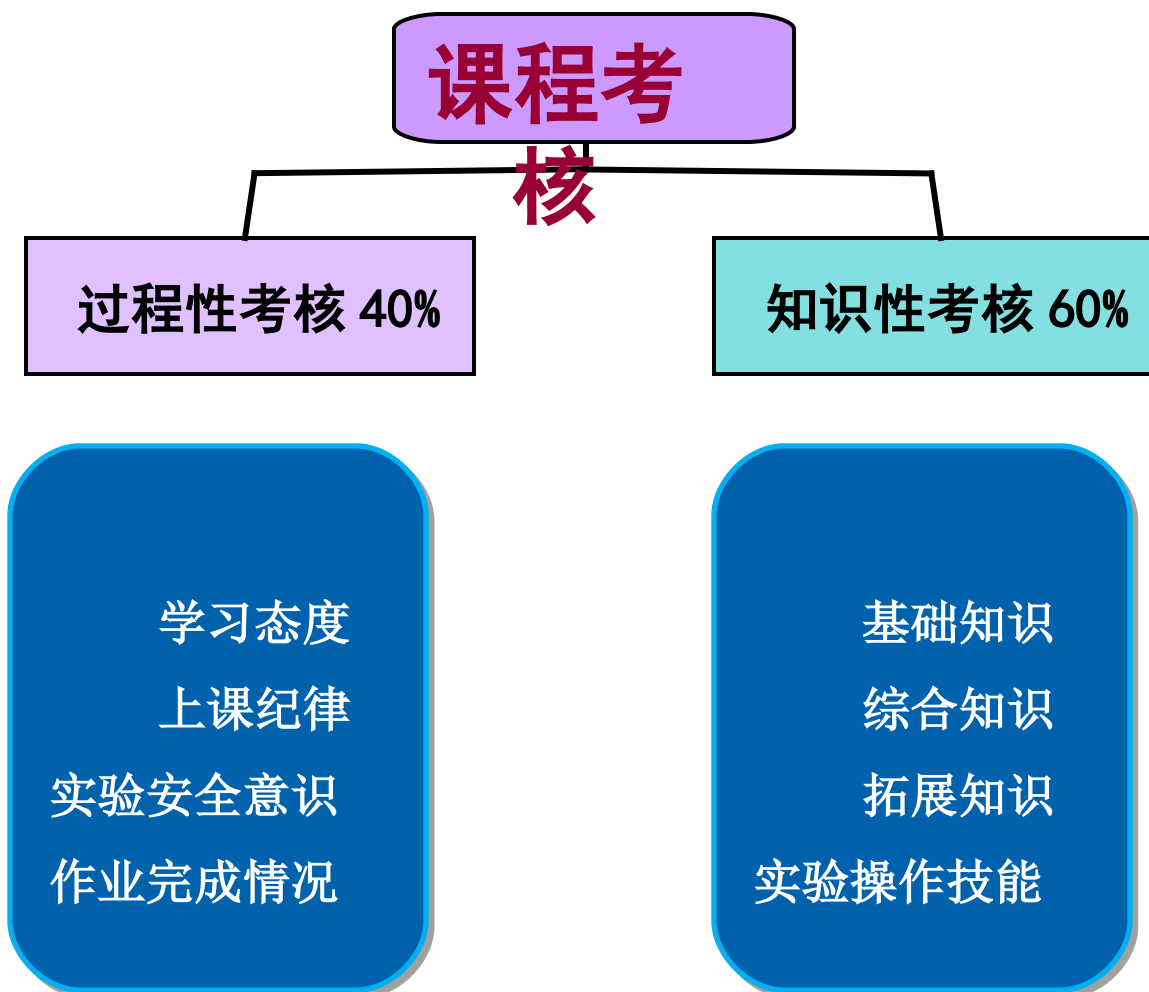 课程考
核
过程性考核 40%
知识性考核 60%
学习态度
上课纪律
实验安全意识
作业完成情况
基础知识
综合知识
拓展知识
实验操作技能